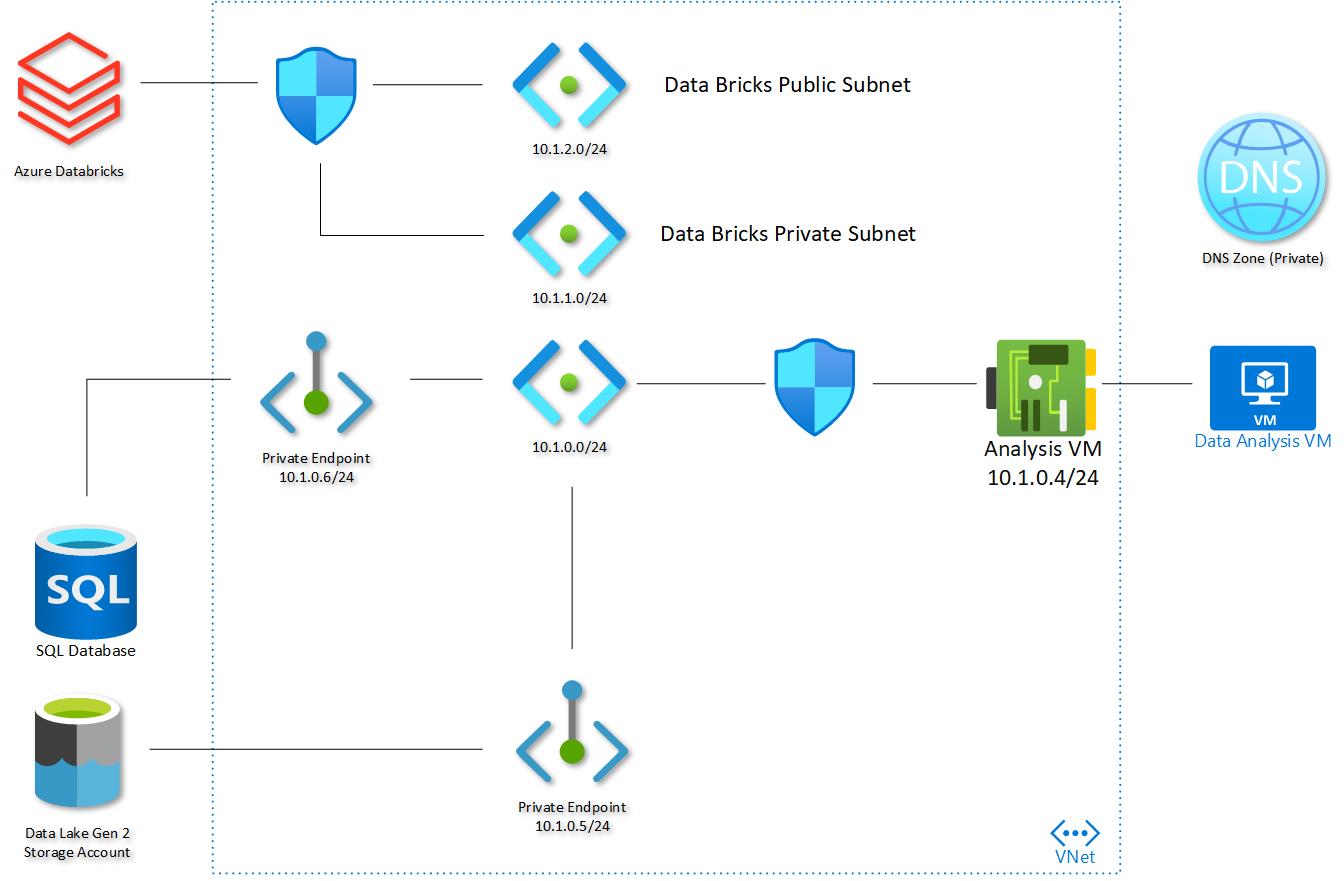 Data Bricks Public Subnet
10.1.2.0/24
Azure Databricks
DNS
DNS Zone (Private)
Data Bricks Private Subnet
10.1.1.0/24
10.1.0.0/24
Private Endpoint
10.1.0.6/24
Analysis VM
10.1.0.4/24
VM
Data Analysis VM
SQL
SQL Database
Private Endpoint
10.1.0.5/24
Data Lake Gen 2
Storage Account
VNet